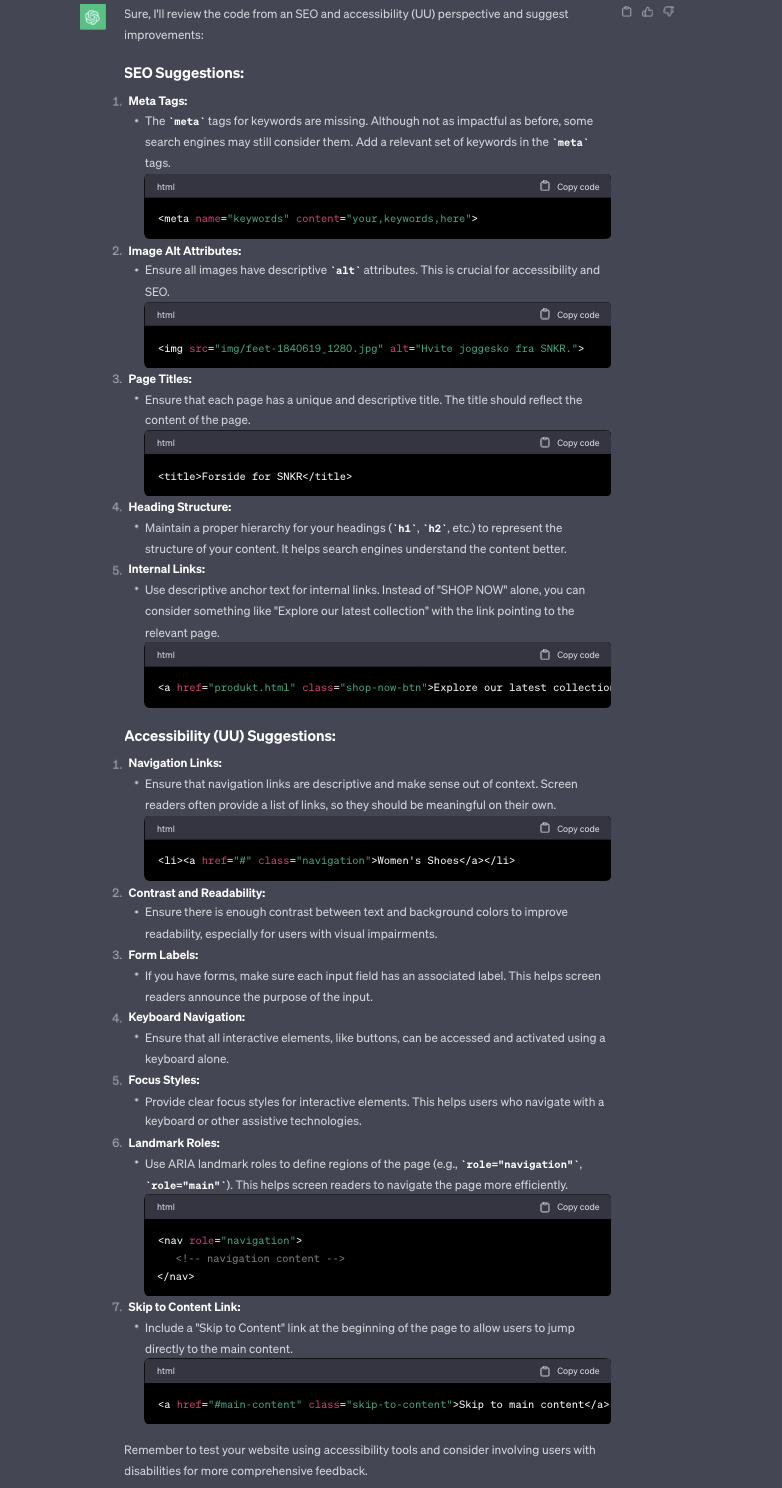 Sure, I'll review the code from an SEO and accessibility (UU) perspective and suggest
improvements:
SEO Suggestions:
1. Meta Tags:
• The `meta` tags for keywords are missing. Although not as impactful as before, some
search engines may still consider them. Add a relevant set of keywords in the `meta`
tags.
html Copy code
<meta name="keywords" content="your,keywords,here">
2. Image Alt Attributes:
• Ensure all images have descriptive `alt` attributes. This is crucial for accessibility and
SEO.
html Copy code
<img src="img/feet-1840619_1280.jpg" alt="Hvite joggesko fra SNKR.">
3. Page Titles:
• Ensure that each page has a unique and descriptive title. The title should reflect the
content of the page.
html Copy code
<title>Forside for SNKR</title>
4. Heading Structure:
• Maintain a proper hierarchy for your headings (`h1`, `h2`, etc.) to represent the
structure of your content. It helps search engines understand the content better.
5. Internal Links:
• Use descriptive anchor text for internal links. Instead of "SHOP NOW" alone, you can
consider something like "Explore our latest collection" with the link pointing to the
relevant page.
html Copy code
<a href="produkt.html" class="shop-now-btn">Explore our latest collection
Accessibility (UU) Suggestions:
1. Navigation Links:
• Ensure that navigation links are descriptive and make sense out of context. Screen
readers often provide a list of links, so they should be meaningful on their own.
html Copy code
<li><a href="#" class="navigation">Women's Shoes</a></li>
2. Contrast and Readability:
• Ensure there is enough contrast between text and background colors to improve
readability, especially for users with visual impairments.
3. Form Labels:
• If you have forms, make sure each input field has an associated label. This helps screen
readers announce the purpose of the input.
4. Keyboard Navigation:
• Ensure that all interactive elements, like buttons, can be accessed and activated using a
keyboard alone.
5. Focus Styles:
• Provide clear focus styles for interactive elements. This helps users who navigate with a
keyboard or other assistive technologies.
6. Landmark Roles:
• Use ARIA landmark roles to define regions of the page (e.g., `role="navigation"`,
`role="main"`). This helps screen readers to navigate the page more efficiently.
html Copy code
<nav role="navigation">
<!-- navigation content -->
</nav>
7. Skip to Content Link:
• Include a "Skip to Content" link at the beginning of the page to allow users to jump
directly to the main content.
html Copy code
<a href="#main-content" class="skip-to-content">Skip to main content</a>
Remember to test your website using accessibility tools and consider involving users with
disabilities for more comprehensive feedback.